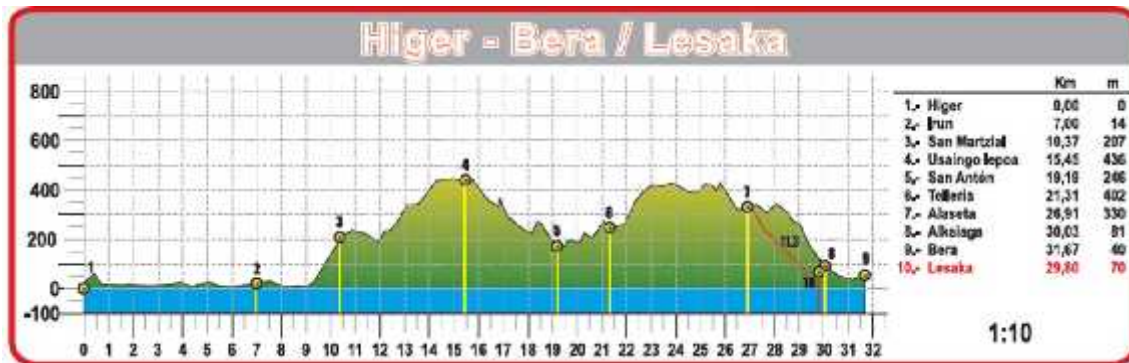 Higer - Bera / Lesaka
800
600
400
200
0
-100
0 1 2 3 4 5 6 7 8 9 10 11 12 13 14 15 16 17 18 19 20 21 22 23 24 25 26 27 28 29 30 31 32
1 2 3 4 5 6 7 8 9
10
Km m
1.- Higer 0,00 0
2.- Irun 7,00 14
3.- San Martzial 10,37 207
4.- Usaingo lepoa 15,45 436
5.- San Antón 19,19 246
6.- Telleria 21,31 402
7.- Alaseta 26,91 330
8.- Alkaiaga 30,03 81
9.- Bera 31,67 40
10.- Lesaka 29,80 70
1:10